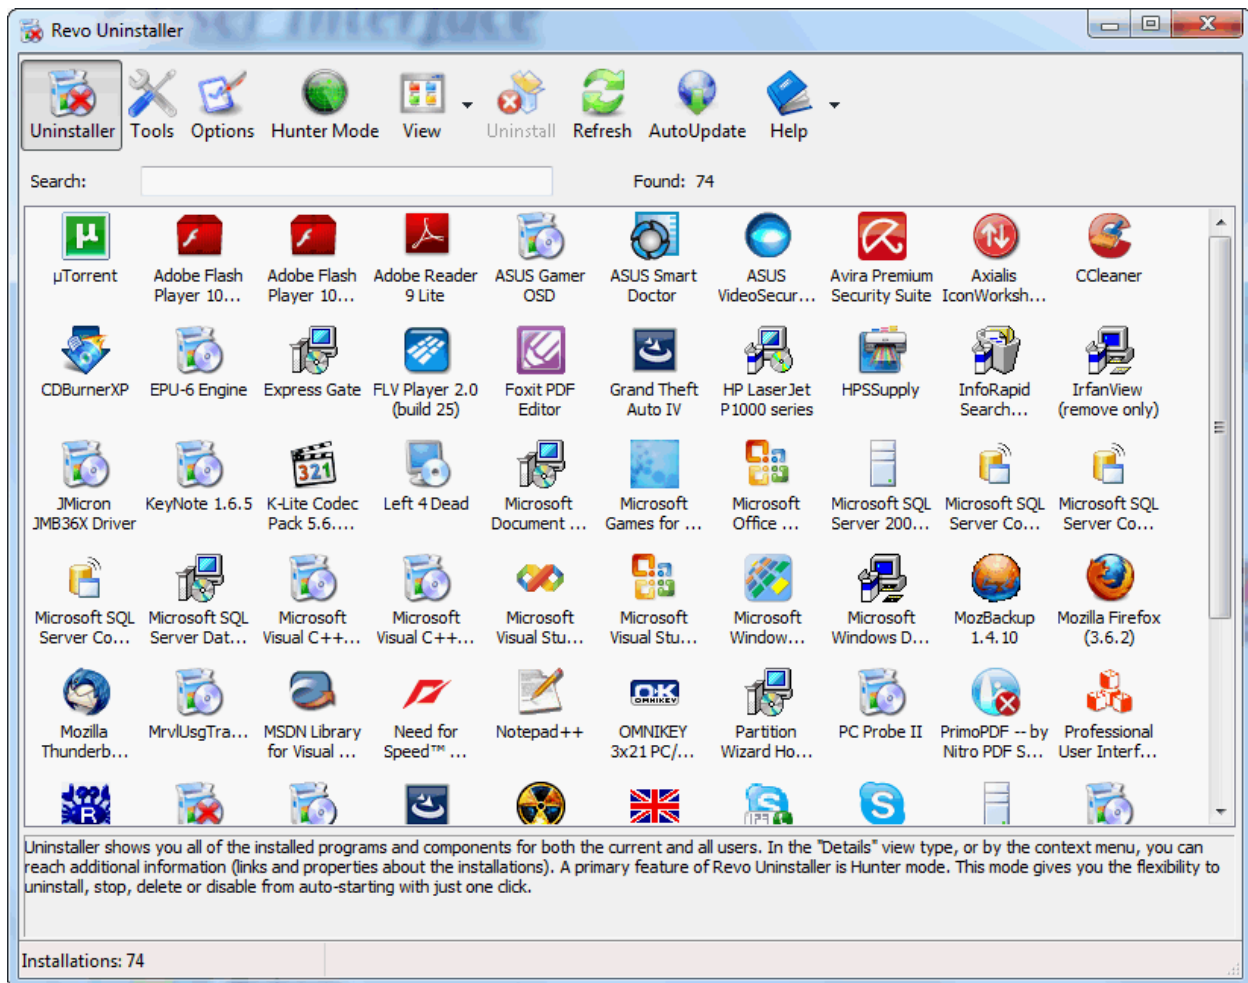 User Interface
Revo Uninstaller
Uninstaller Tools Options Hunter Mode View Uninstall Refresh AutoUpdate Help
Search: Found: 74
µTorrent
Adobe Flash Player 10...
Adobe Flash Player 10...
Adobe Reader 9 Lite
ASUS Gamer OSD
ASUS Smart Doctor
ASUS VideoSecur...
Avira Premium Security Suite
Axialis IconWorksh...
CCleaner
CDBurnerXP
EPU-6 Engine
Express Gate
FLV Player 2.0 (build 25)
Foxit PDF Editor
Grand Theft Auto IV
HP LaserJet P1000 series
HPSSupply
InfoRapid Search...
IrfanView (remove only)
JMicron JMB36X Driver
KeyNote 1.6.5
321
K-Lite Codec Pack 5.6....
Left 4 Dead
Microsoft Document ...
Microsoft Games for ...
Microsoft Office ...
Microsoft SQL Server 200...
Microsoft SQL Server Co...
Microsoft SQL Server Co...
Microsoft SQL Server Co...
Microsoft SQL Server Dat...
Microsoft Visual C++...
Microsoft Visual C++...
Microsoft Visual Stu...
Microsoft Visual Stu...
Microsoft Window...
Microsoft Windows D...
MozBackup 1.4.10
Mozilla Firefox (3.6.2)
Mozilla Thunderb...
MrvlUsgTra...
MSDN Library for Visual ...
Need for Speed™ ...
Notepad++
OK OMNIKEY
OMNIKEY 3x21 PC/...
Partition Wizard Ho...
PC Probe II
PrimoPDF -- by Nitro PDF S...
Professional User Interf...
Uninstaller shows you all of the installed programs and components for both the current and all users. In the "Details" view type, or by the context menu, you can
reach additional information (links and properties about the installations). A primary feature of Revo Uninstaller is Hunter mode. This mode gives you the flexibility to
uninstall, stop, delete or disable from auto-starting with just one click.
Installations: 74